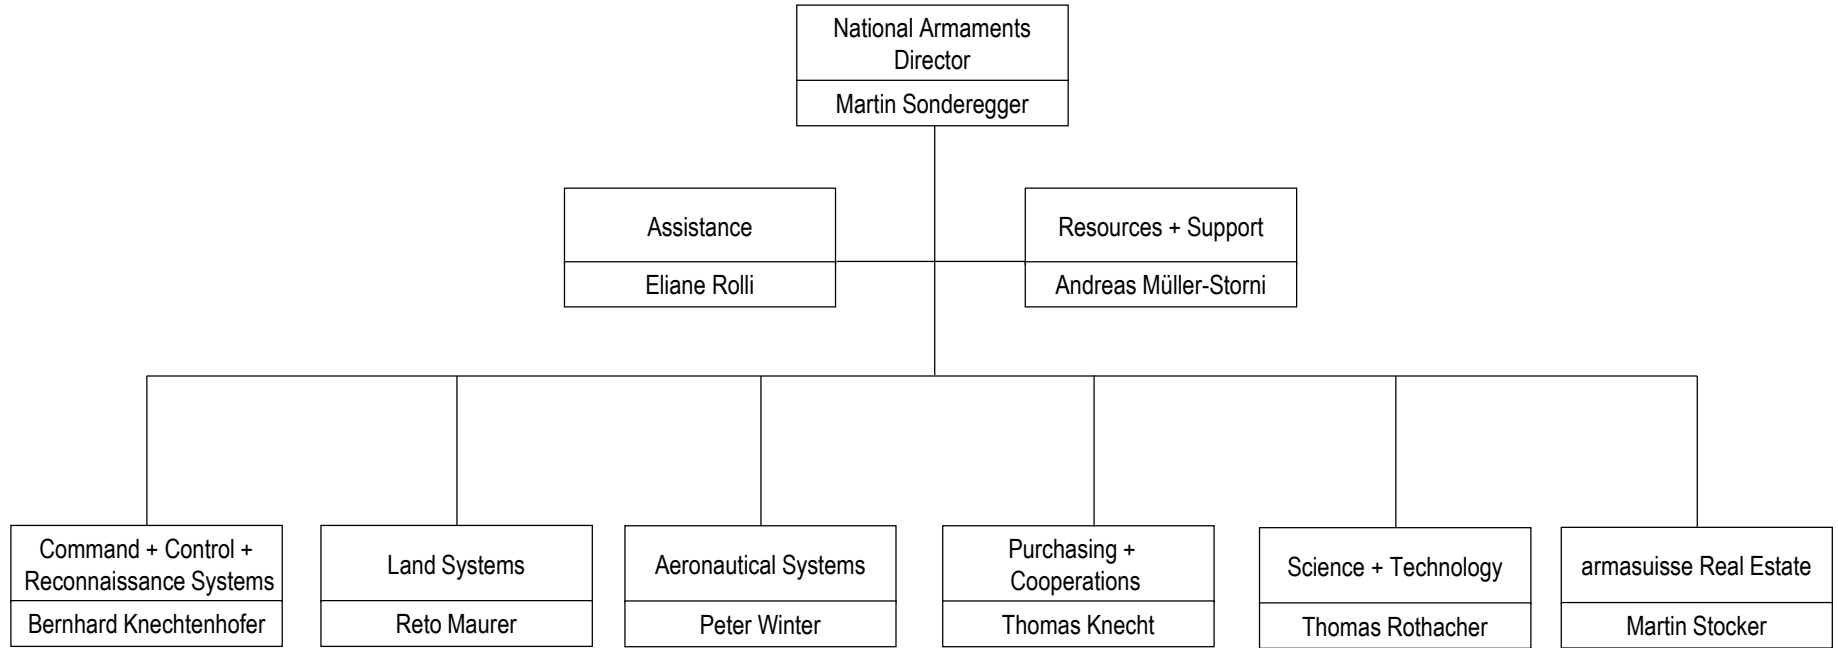 National Armaments
Director
Martin Sonderegger
Assistance
Eliane Rolli
Resources + Support
Andreas Müller-Storni
Command + Control +
Reconnaissance Systems
Bernhard Knechtenhofer
Land Systems
Reto Maurer
Aeronautical Systems
Peter Winter
Purchasing +
Cooperations
Thomas Knecht
Science + Technology
Thomas Rothacher
armasuisse Real Estate
Martin Stocker